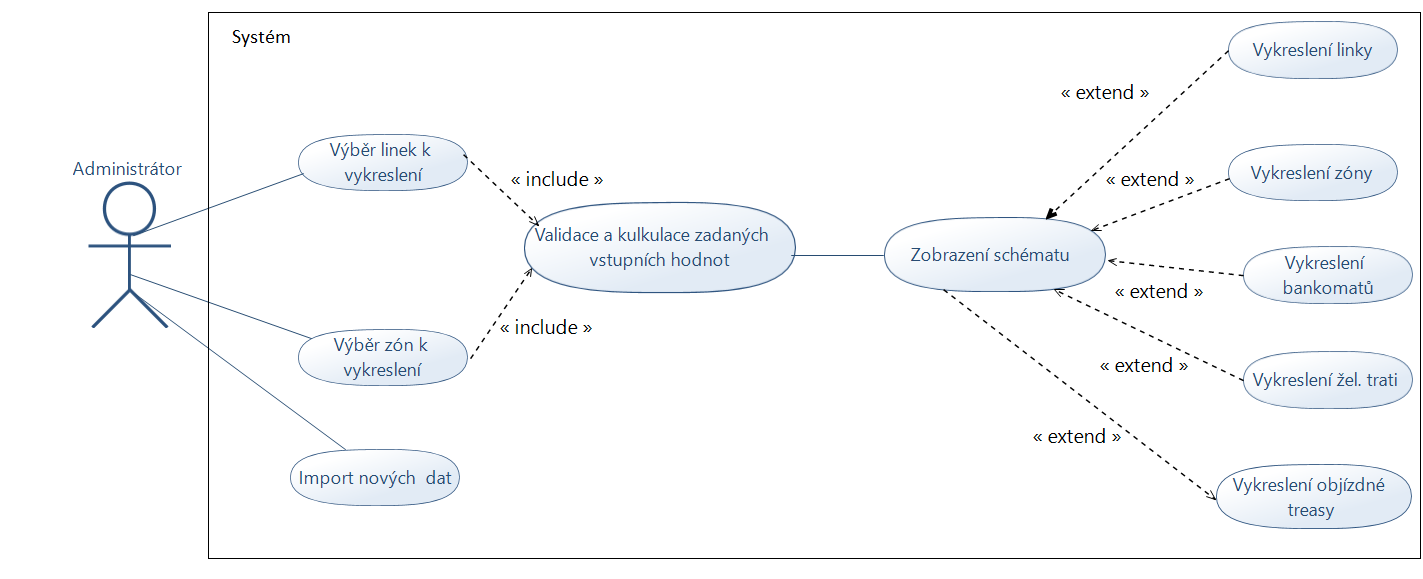 Systém
Administrátor
Výběr linek k
vykreslení
« include »
Validace a kulkulace zadaných
vstupních hodnot
« include »
Výběr zón k
vykreslení
Import nových dat
Zobrazení schématu
« extend »
Vykreslení linky
« extend »
Vykreslení zóny
« extend »
Vykreslení
bankomatů
« extend »
Vykreslení žel. trati
« extend »
Vykreslení objízdné
treasy